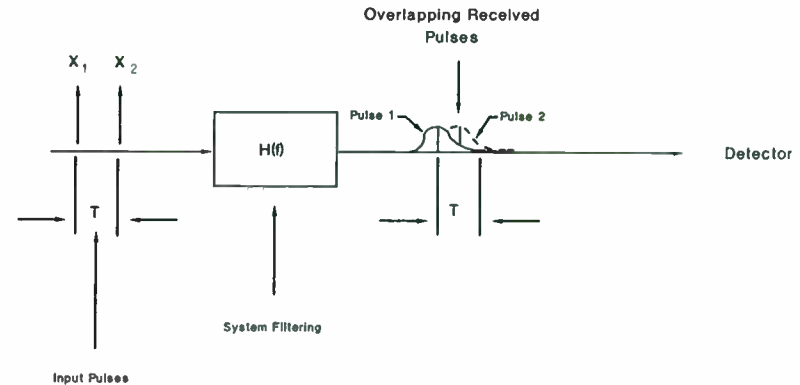 Overlapping Received
Pulses
X1 X2
Pulse 1
Pulse 2
H(f)
Detector
T
T
System Filtering
Input Pulses